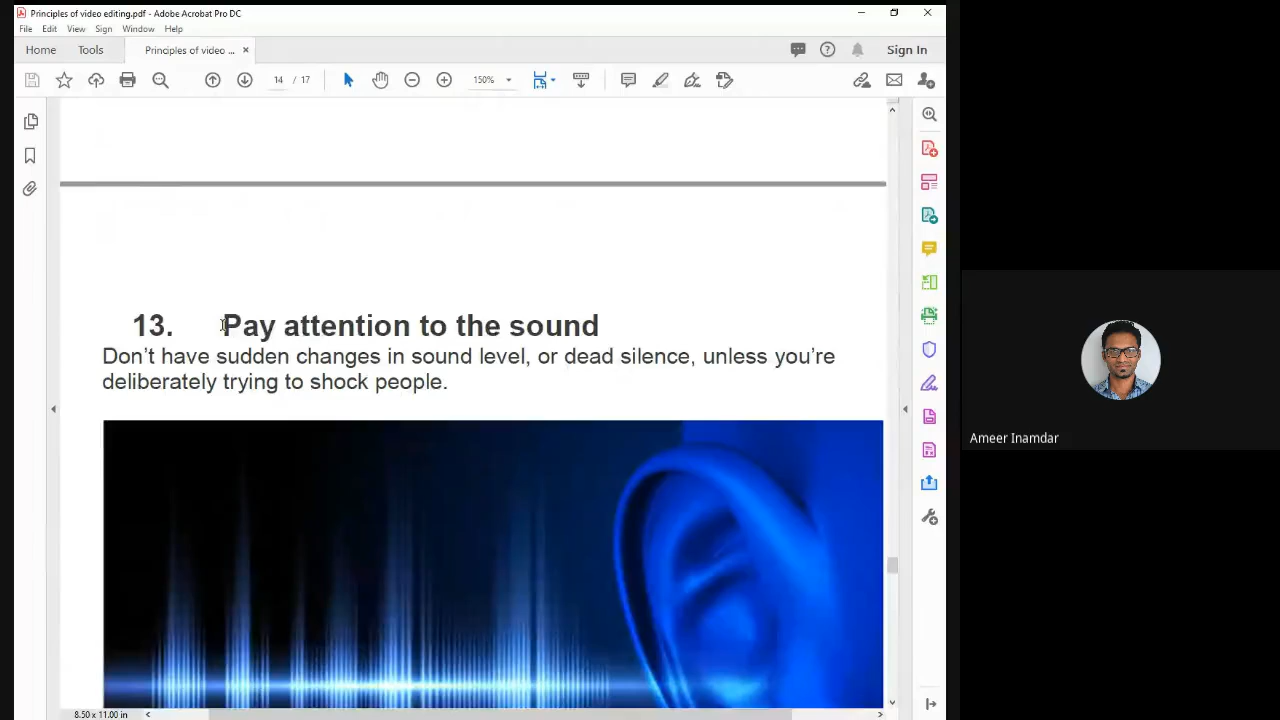 Principles of video editing.pdf - Adobe Acrobat Pro DC
File Edit View Sign Window Help
Home Tools Principles of video ... × Sign In
14 / 17 150%
13. Pay attention to the sound
Don't have sudden changes in sound level, or dead silence, unless you're
deliberately trying to shock people.
8.50 x 11.00 in
Ameer Inamdar